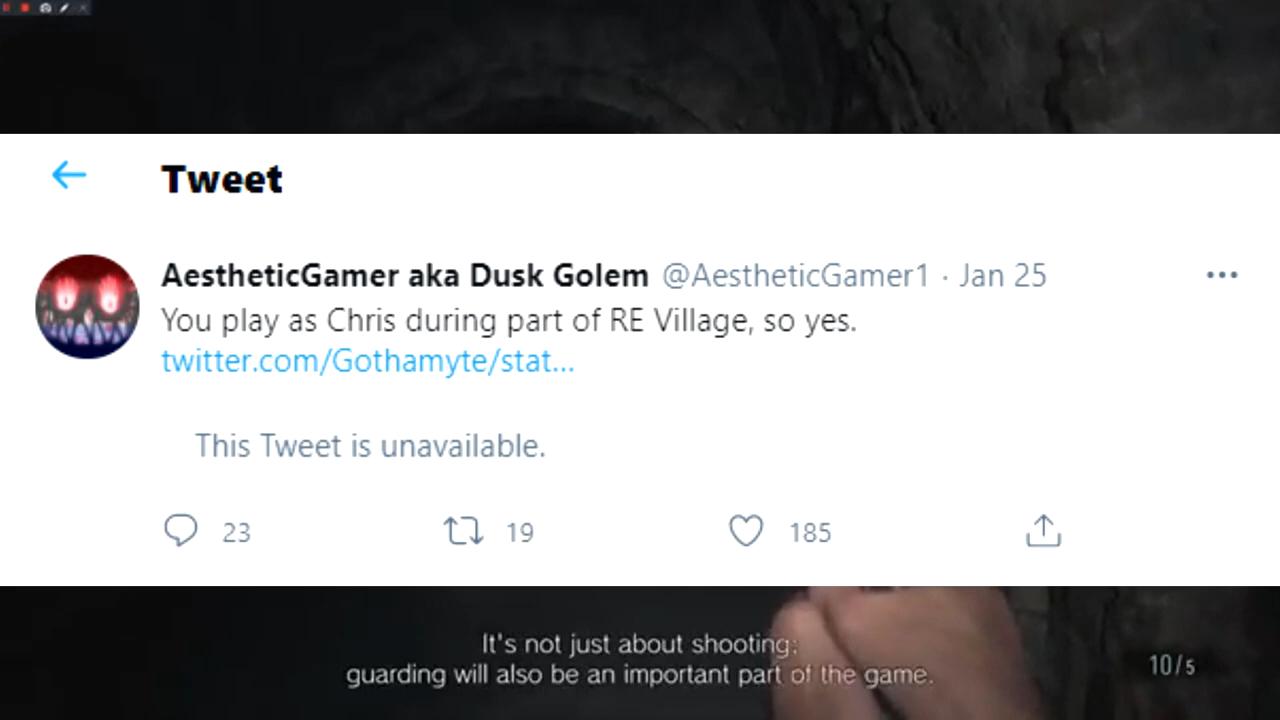 Tweet
AestheticGamer aka Dusk Golem @AestheticGamer1 · Jan 25
You play as Chris during part of RE Village, so yes.
twitter.com/Gothamyte/stat...
This Tweet is unavailable.
23 19 185
It's not just about shooting;
guarding will also be an important part of the game.
10/5